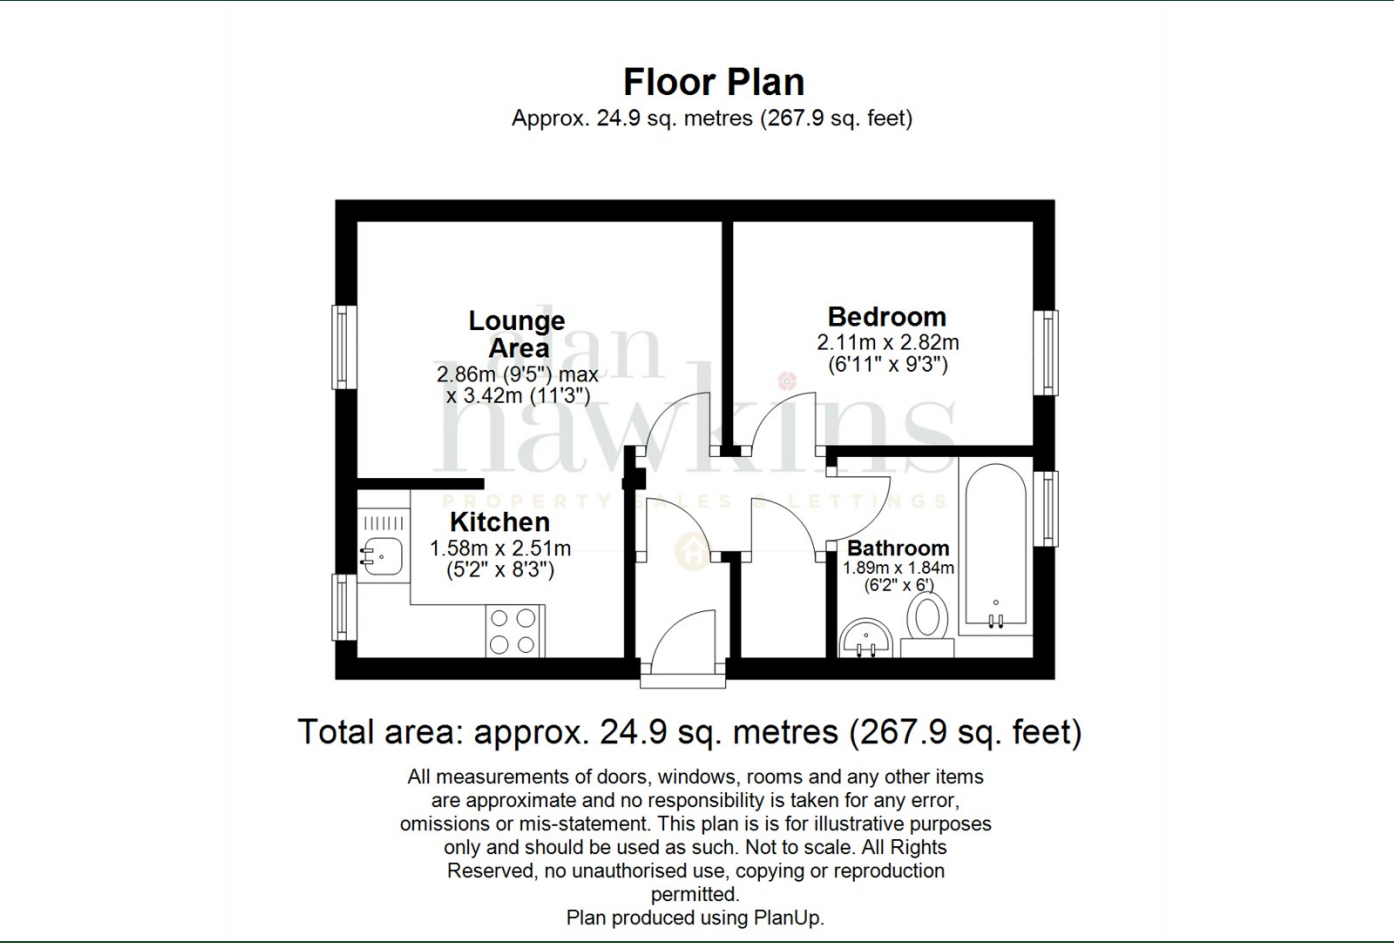 Floor Plan
Approx. 24.9 sq. metres (267.9 sq. feet)
Lounge
Area
2.86m (9'5") max
x 3.42m (11'3")
Bedroom
2.11m x 2.82m
(6'11" x 9'3")
alan
hawkins
PROPERTY SALES & LETTINGS
Kitchen
1.58m x 2.51m
(5'2" x 8'3")
Bathroom
1.89m x 1.84m
(6'2" x 6')
Total area: approx. 24.9 sq. metres (267.9 sq. feet)
All measurements of doors, windows, rooms and any other items
are approximate and no responsibility is taken for any error,
omissions or mis-statement. This plan is is for illustrative purposes
only and should be used as such. Not to scale. All Rights
Reserved, no unauthorised use, copying or reproduction
permitted.
Plan produced using PlanUp.